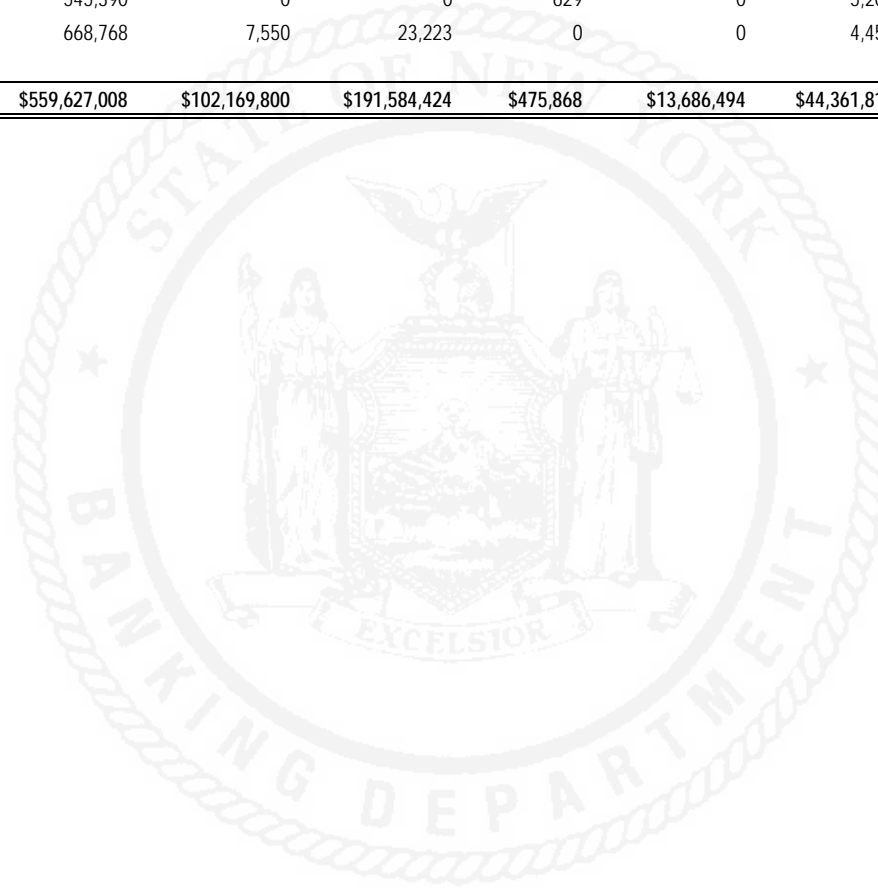 668,768 7,550 23,223 0 0
$559,627,008 $102,169,800 $191,584,424 $475,868 $13,686,494
STATE OF NEW YORK
EXCELSIOR
BANKING DEPARTMENT